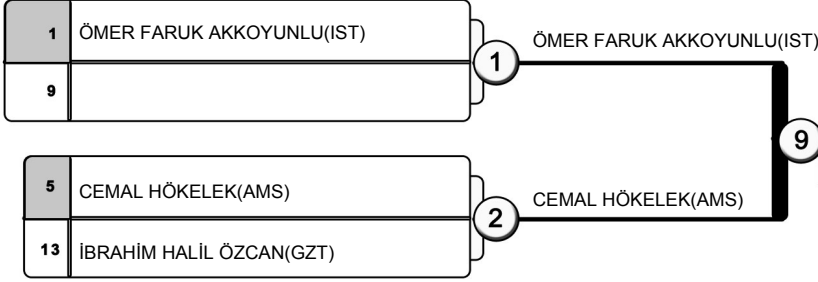 1 ÖMER FARUK AKKOYUNLU(IST)
9
1
ÖMER FARUK AKKOYUNLU(IST)
9
5 CEMAL HÖKELEK(AMS)
13 İBRAHİM HALİL ÖZCAN(GZT)
2
CEMAL HÖKELEK(AMS)